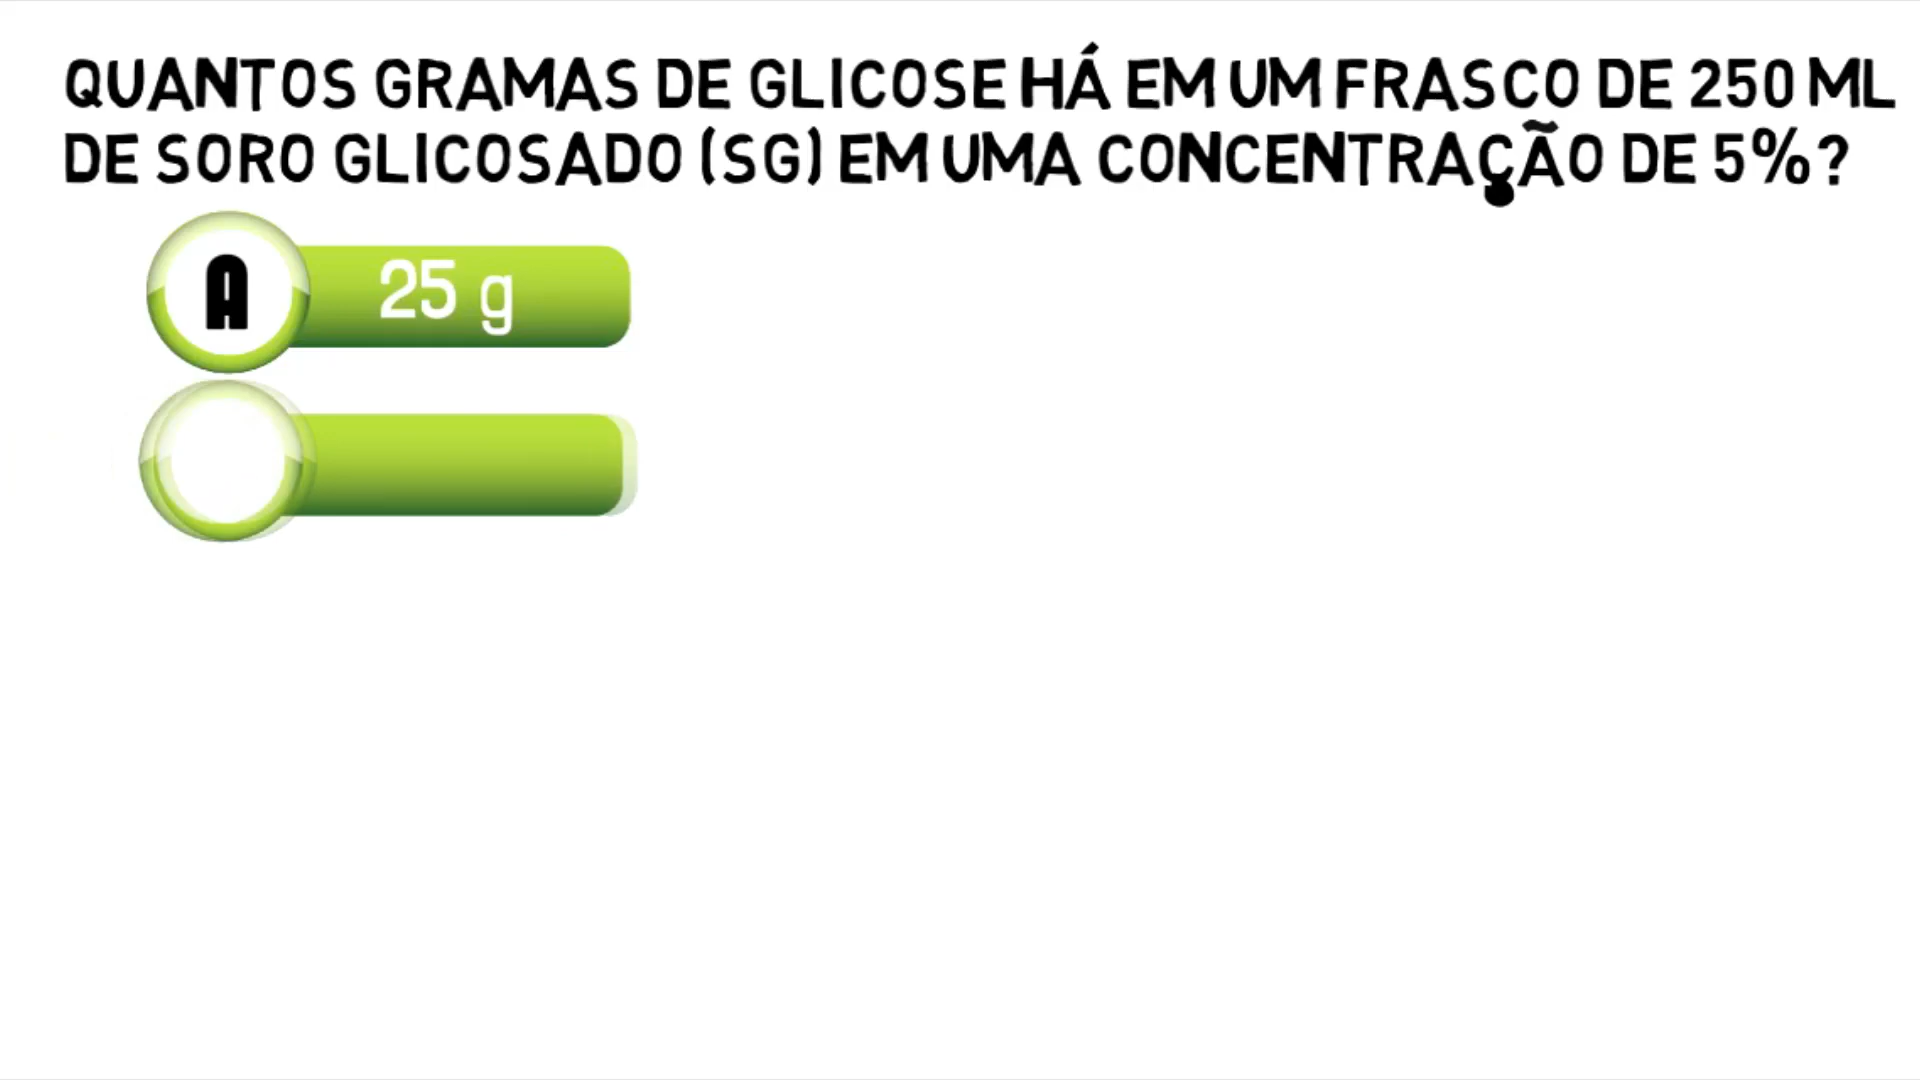 QUANTOS GRAMAS DE GLICOSE HÁ EM UM FRASCO DE 250 ML
DE SORO GLICOSADO (SG) EM UMA CONCENTRAÇÃO DE 5%?
A 25 g